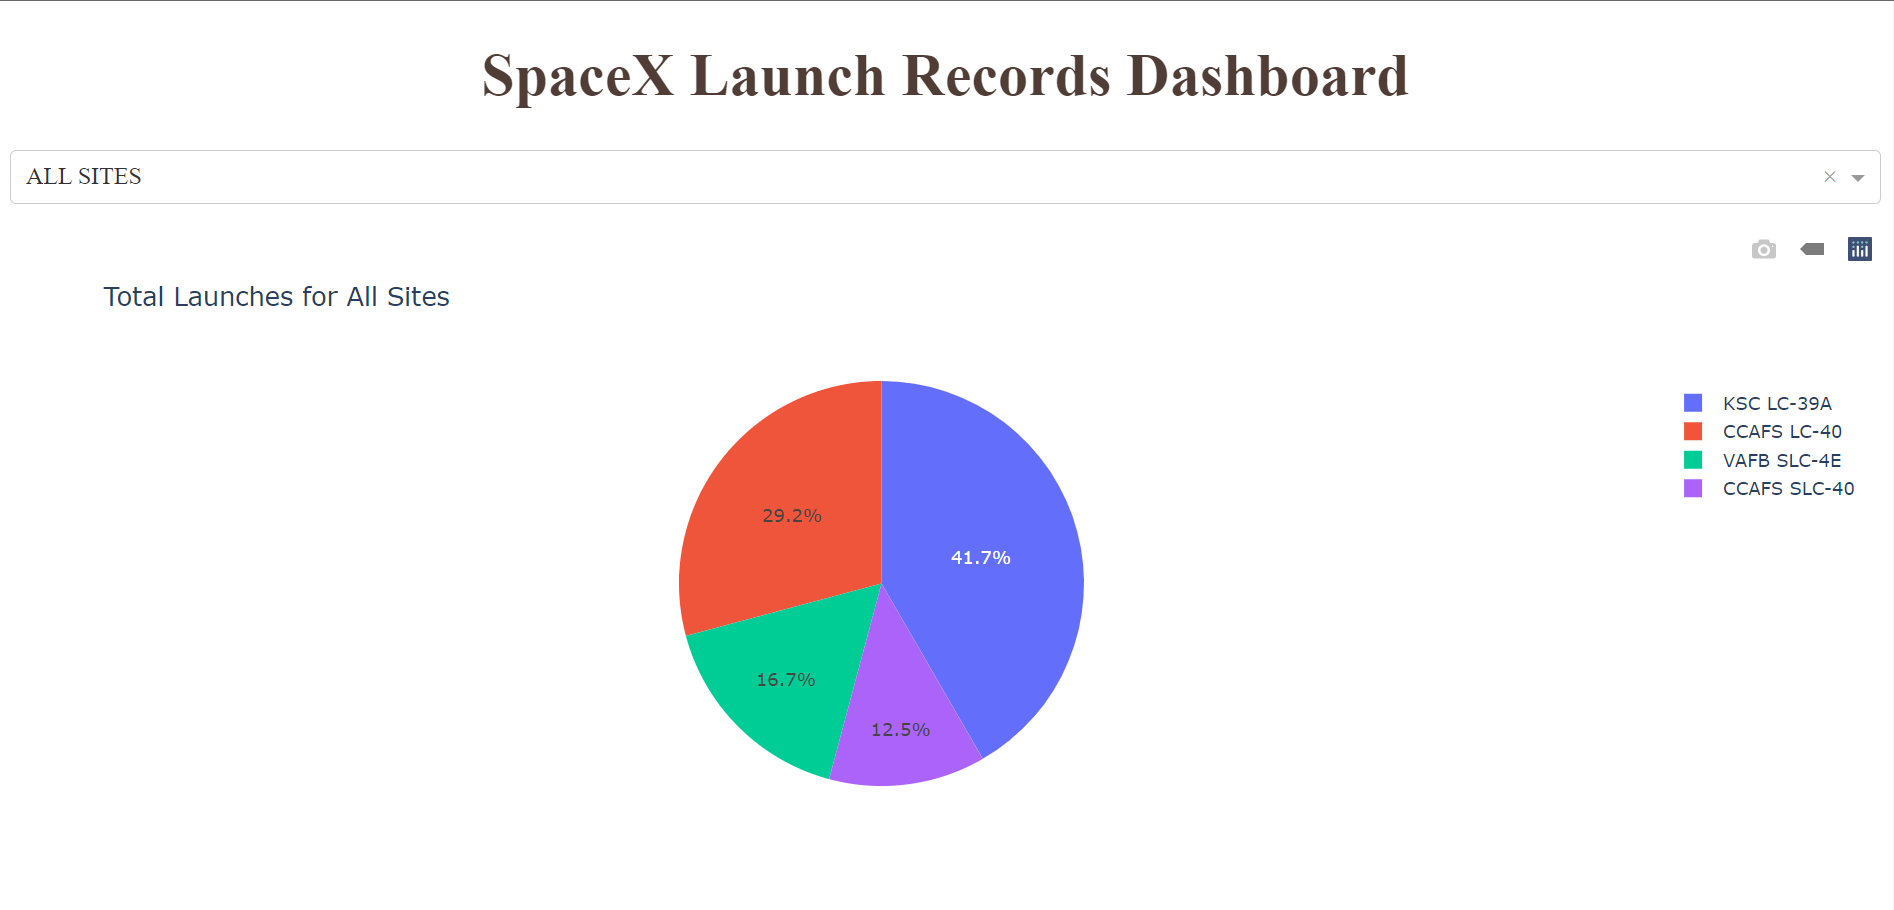 SpaceX Launch Records Dashboard
ALL SITES
Total Launches for All Sites
KSC LC-39A
CCAFS LC-40
VAFB SLC-4E
CCAFS SLC-40
29.2%
41.7%
16.7%
12.5%